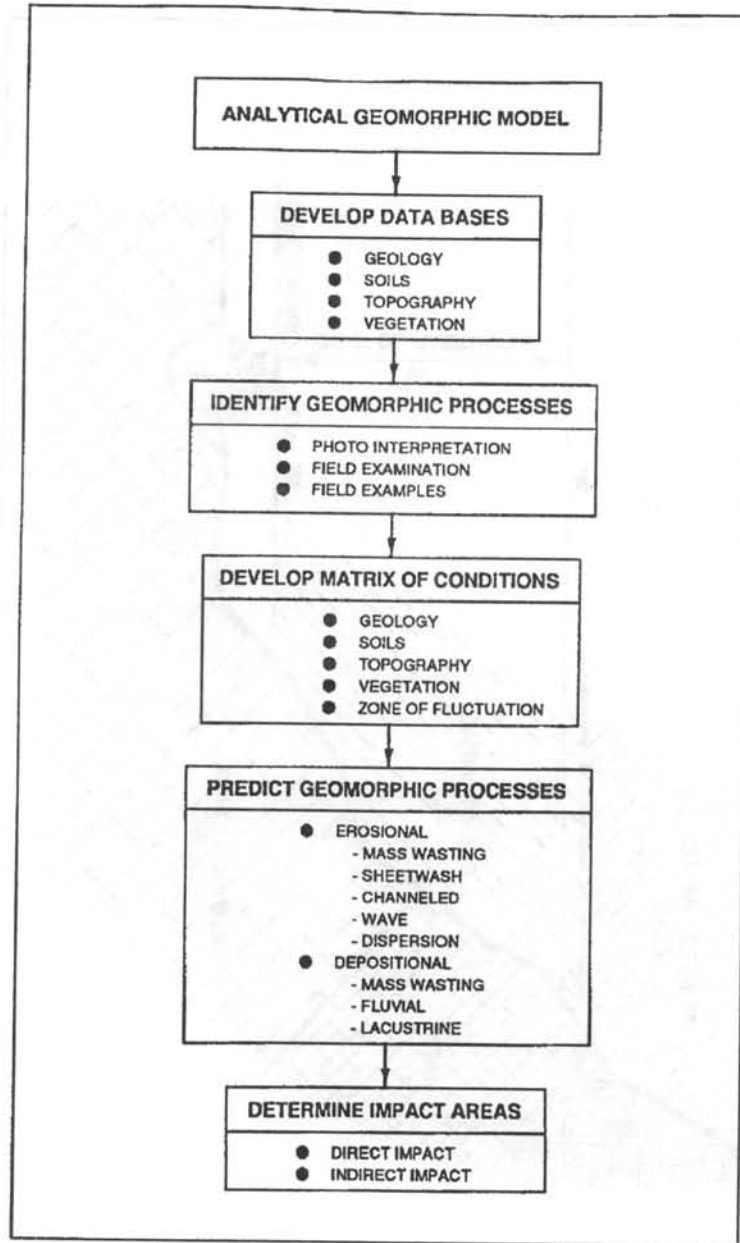 ANALYTICAL GEOMORPHIC MODEL
DEVELOP DATA BASES
● GEOLOGY
● SOILS
● TOPOGRAPHY
● VEGETATION
IDENTIFY GEOMORPHIC PROCESSES
● PHOTO INTERPRETATION
● FIELD EXAMINATION
● FIELD EXAMPLES
DEVELOP MATRIX OF CONDITIONS
● GEOLOGY
● SOILS
● TOPOGRAPHY
● VEGETATION
● ZONE OF FLUCTUATION
PREDICT GEOMORPHIC PROCESSES
● EROSIONAL
- MASS WASTING
- SHEETWASH
- CHANNELED
- WAVE
- DISPERSION
● DEPOSITIONAL
- MASS WASTING
- FLUVIAL
- LACUSTRINE
DETERMINE IMPACT AREAS
● DIRECT IMPACT
● INDIRECT IMPACT